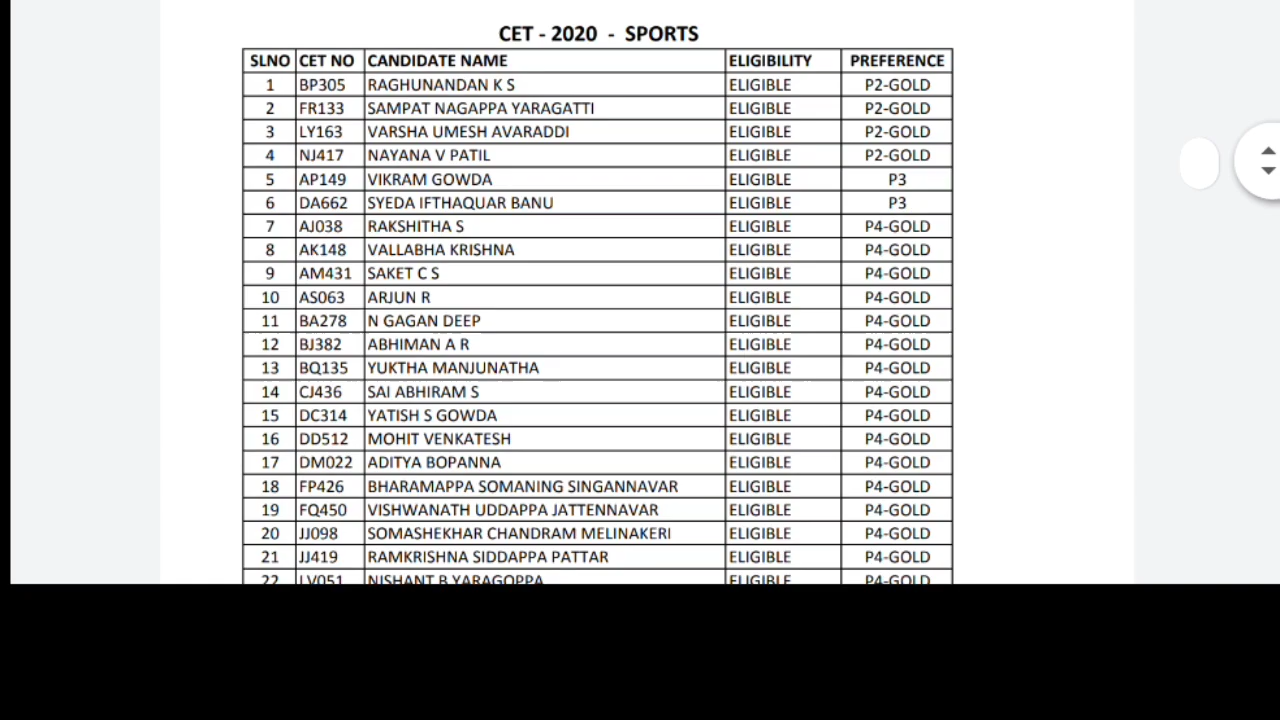 CET - 2020 - SPORTS
SLNO CET NO CANDIDATE NAME ELIGIBILITY PREFERENCE
1 BP305 RAGHUNANDAN K S ELIGIBLE P2-GOLD
2 FR133 SAMPAT NAGAPPA YARAGATTI ELIGIBLE P2-GOLD
3 LY163 VARSHA UMESH AVARADDI ELIGIBLE P2-GOLD
4 NJ417 NAYANA V PATIL ELIGIBLE P2-GOLD
5 AP149 VIKRAM GOWDA ELIGIBLE P3
6 DA662 SYEDA IFTHAQUAR BANU ELIGIBLE P3
7 AJ038 RAKSHITHA S ELIGIBLE P4-GOLD
8 AK148 VALLABHA KRISHNA ELIGIBLE P4-GOLD
9 AM431 SAKET C S ELIGIBLE P4-GOLD
10 AS063 ARJUN R ELIGIBLE P4-GOLD
11 BA278 N GAGAN DEEP ELIGIBLE P4-GOLD
12 BJ382 ABHIMAN A R ELIGIBLE P4-GOLD
13 BQ135 YUKTHA MANJUNATHA ELIGIBLE P4-GOLD
14 CJ436 SAI ABHIRAM S ELIGIBLE P4-GOLD
15 DC314 YATISH S GOWDA ELIGIBLE P4-GOLD
16 DD512 MOHIT VENKATESH ELIGIBLE P4-GOLD
17 DM022 ADITYA BOPANNA ELIGIBLE P4-GOLD
18 FP426 BHARAMAPPA SOMANING SINGANNAVAR ELIGIBLE P4-GOLD
19 FQ450 VISHWANATH UDDAPPA JATTENNAVAR ELIGIBLE P4-GOLD
20 JJ098 SOMASHEKHAR CHANDRAM MELINAKERI ELIGIBLE P4-GOLD
21 JJ419 RAMKRISHNA SIDDAPPA PATTAR ELIGIBLE P4-GOLD
22 LV051 NISHANT B YARAGOPPA ELIGIBLE P4-GOLD